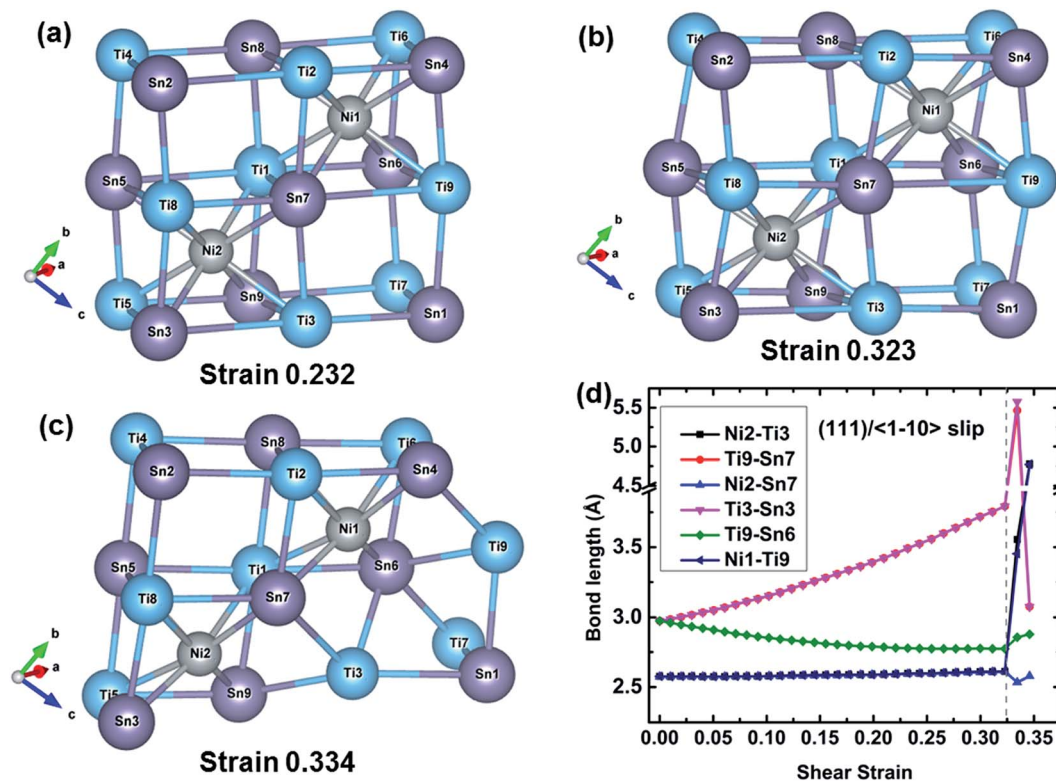 (a)
Ti4
Sn8
Ti6
Sn2
Ti2
Sn4
Ni1
Sn5
Ti1
Sn6
Ti8
Sn7
Ti9
Ni2
Ti5
Sn9
Ti7
Sn3
Ti3
Sn1
b
a
c
Strain 0.232
(b)
Ti4
Sn8
Ti6
Sn2
Ti2
Sn4
Ni1
Sn5
Ti1
Sn6
Ti8
Sn7
Ti9
Ni2
Ti5
Sn9
Ti7
Sn3
Ti3
Sn1
b
a
c
Strain 0.323
(c)
Ti4
Sn8
Ti6
Sn2
Ti2
Sn4
Ni1
Ti9
Sn5
Ti1
Sn6
Ti8
Sn7
Ni2
Ti7
Ti5
Sn9
Ti3
Sn1
Sn3
b
a
c
Strain 0.334
(d)
(111)/<1-10> slip
Ni2-Ti3
Ti9-Sn7
Ni2-Sn7
Ti3-Sn3
Ti9-Sn6
Ni1-Ti9
Bond length (Å)
5.5
5.0
4.5
3.5
3.0
2.5
0.00 0.05 0.10 0.15 0.20 0.25 0.30 0.35
Shear Strain